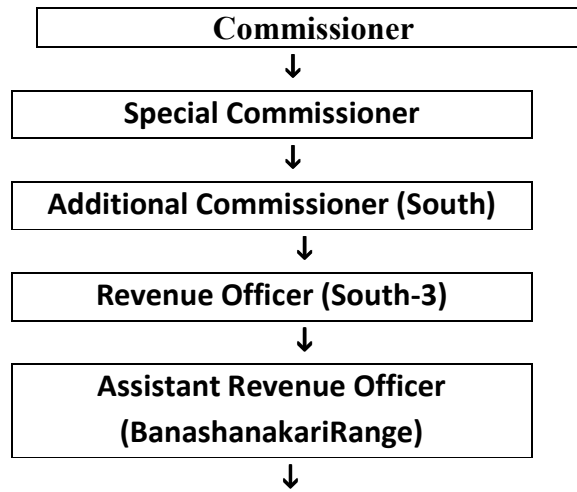 Commissioner
Special Commissioner
Additional Commissioner (South)
Revenue Officer (South-3)
Assistant Revenue Officer
(BanashanakariRange)